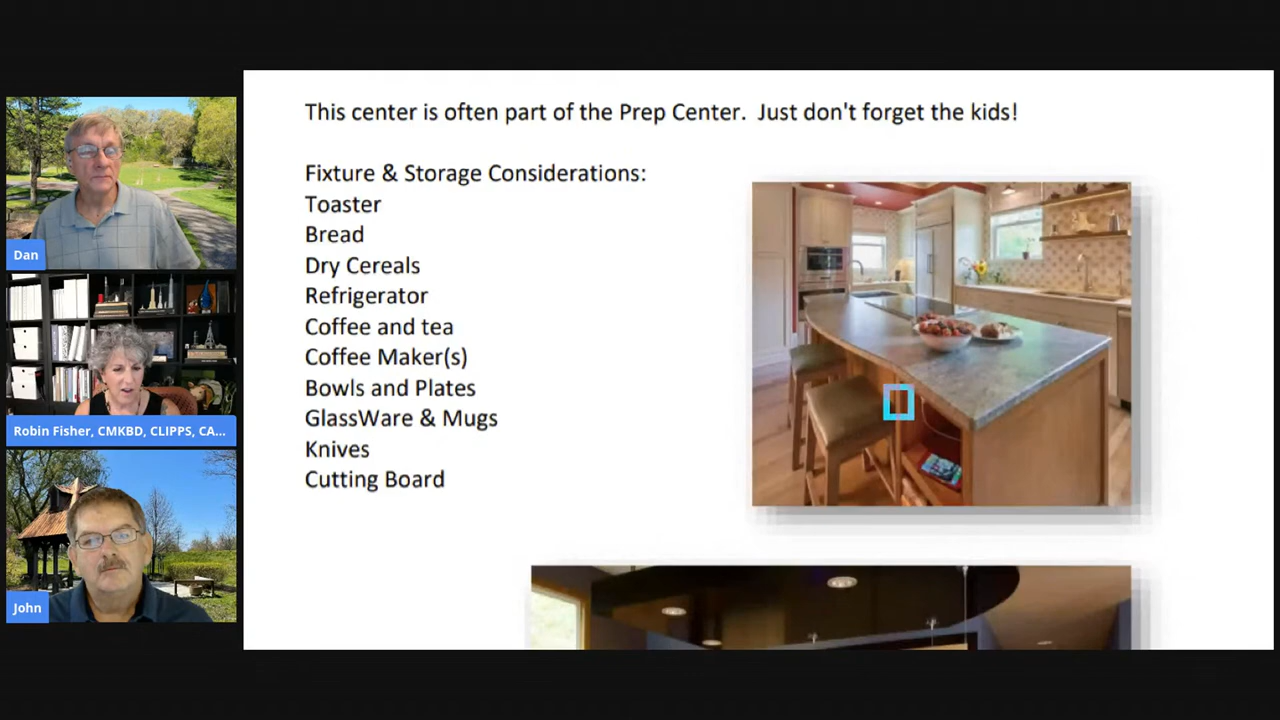 This center is often part of the Prep Center. Just don't forget the kids!
Fixture & Storage Considerations:
Toaster
Bread
Dry Cereals
Refrigerator
Coffee and tea
Coffee Maker(s)
Bowls and Plates
GlassWare & Mugs
Knives
Cutting Board
Dan
Robin Fisher, CMKBD, CLIPPS, CA...
John